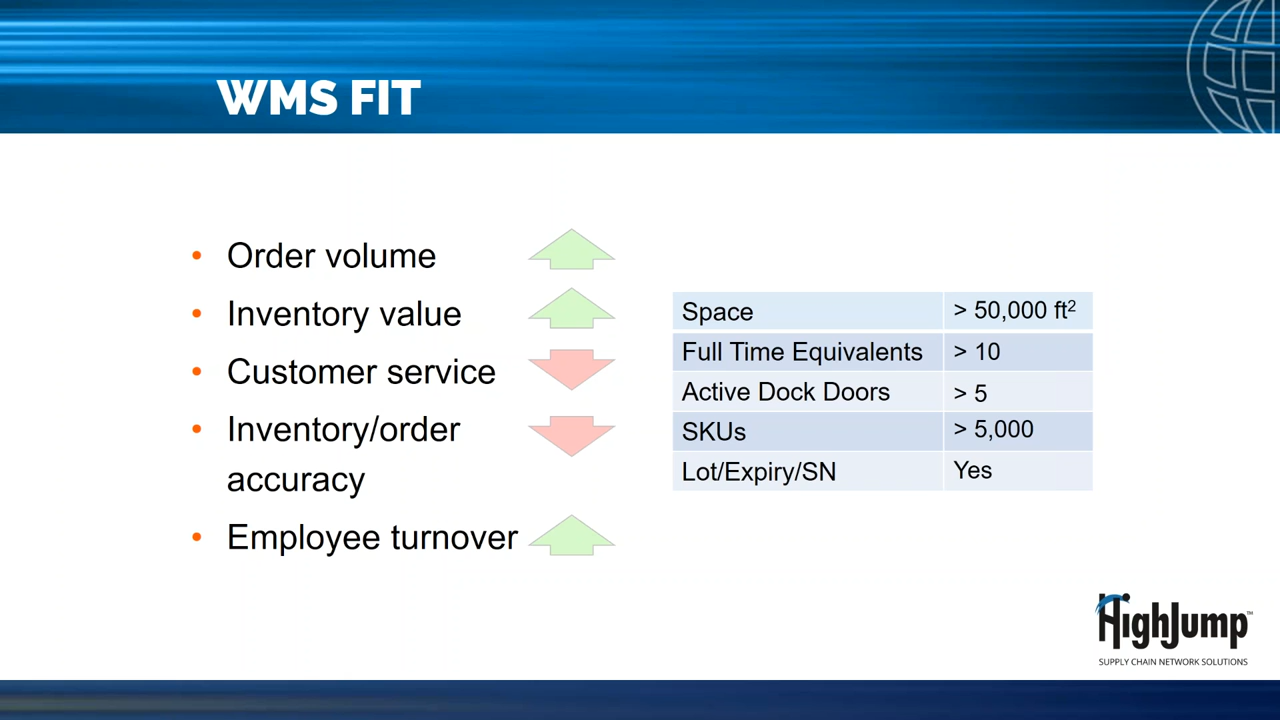 WMS FIT
• Order volume
• Inventory value
• Customer service
• Inventory/order
accuracy
• Employee turnover
Space > 50,000 ft²
Full Time Equivalents > 10
Active Dock Doors > 5
SKUs > 5,000
Lot/Expiry/SN Yes
HighJump™
SUPPLY CHAIN NETWORK SOLUTIONS